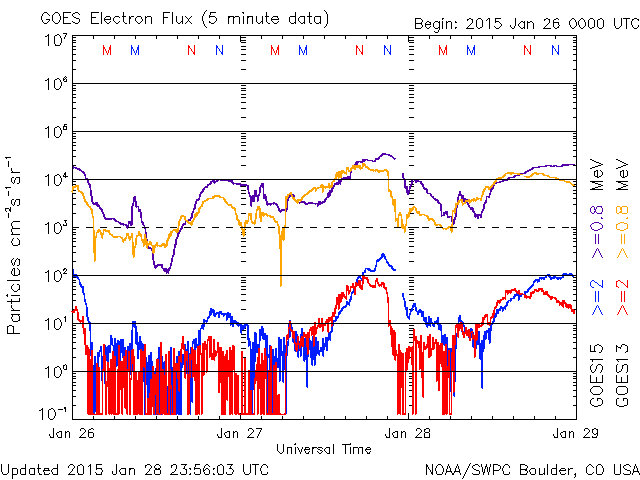 GOES Electron Flux (5 minute data)
Begin: 2015 Jan 26 0000 UTC
M M N N M M N N M M N N
10⁷
10⁶
10⁵
10⁴
10³
10²
10¹
10⁰
10⁻¹
Particles cm⁻²s⁻¹sr⁻¹
GOES15 >=2 >=0.8 MeV
GOES13 >=2 >=0.8 MeV
Jan 26 Jan 27 Jan 28 Jan 29
Universal Time
Updated 2015 Jan 28 23:56:03 UTC
NOAA/SWPC Boulder, CO USA